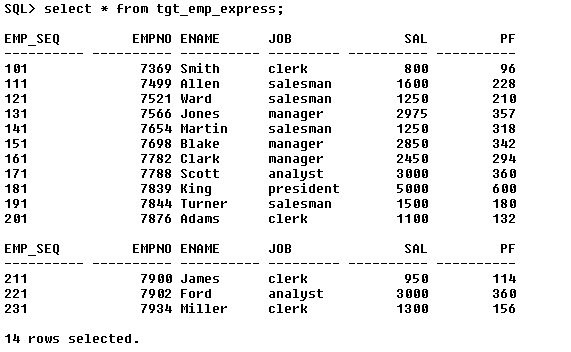 SQL> select * from tgt_emp_express;
EMP_SEQ EMPNO ENAME JOB SAL PF
---------- ---------- ---------- ---------- ---------- ----------
101 7369 Smith clerk 800 96
111 7499 Allen salesman 1600 228
121 7521 Ward salesman 1250 210
131 7566 Jones manager 2975 357
141 7654 Martin salesman 1250 318
151 7698 Blake manager 2850 342
161 7782 Clark manager 2450 294
171 7788 Scott analyst 3000 360
181 7839 King president 5000 600
191 7844 Turner salesman 1500 180
201 7876 Adams clerk 1100 132
EMP_SEQ EMPNO ENAME JOB SAL PF
---------- ---------- ---------- ---------- ---------- ----------
211 7900 James clerk 950 114
221 7902 Ford analyst 3000 360
231 7934 Miller clerk 1300 156
14 rows selected.